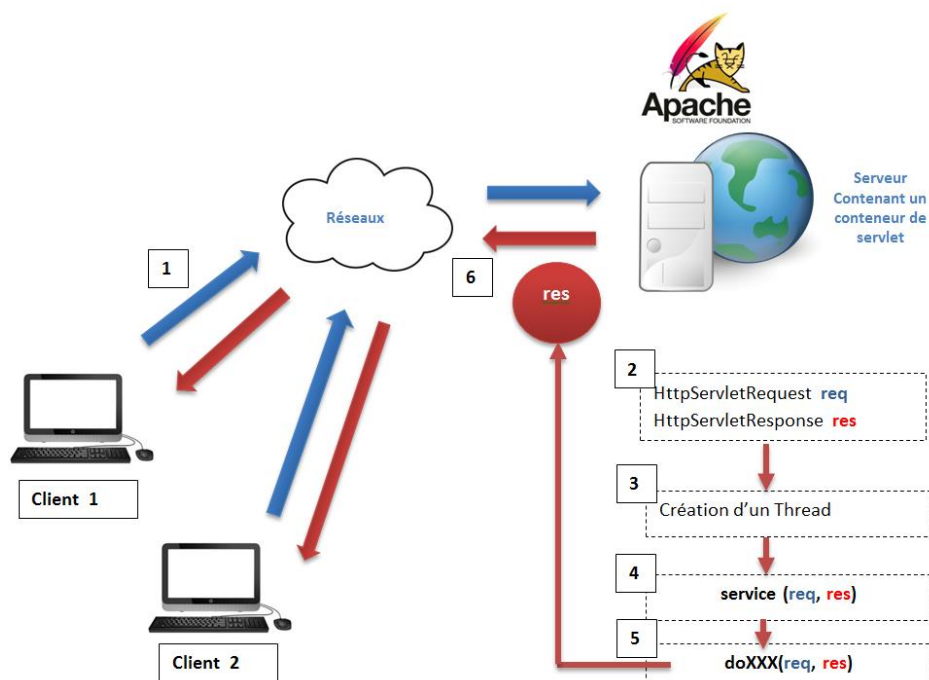 Apache
SOFTWARE FOUNDATION
Serveur
Contenant un
conteneur de
servlet
Réseaux
1
6
res
2
HttpServletRequest req
HttpServletResponse res
3
Création d'un Thread
Client 1
4
service (req, res)
5
doXXX(req, res)
Client 2